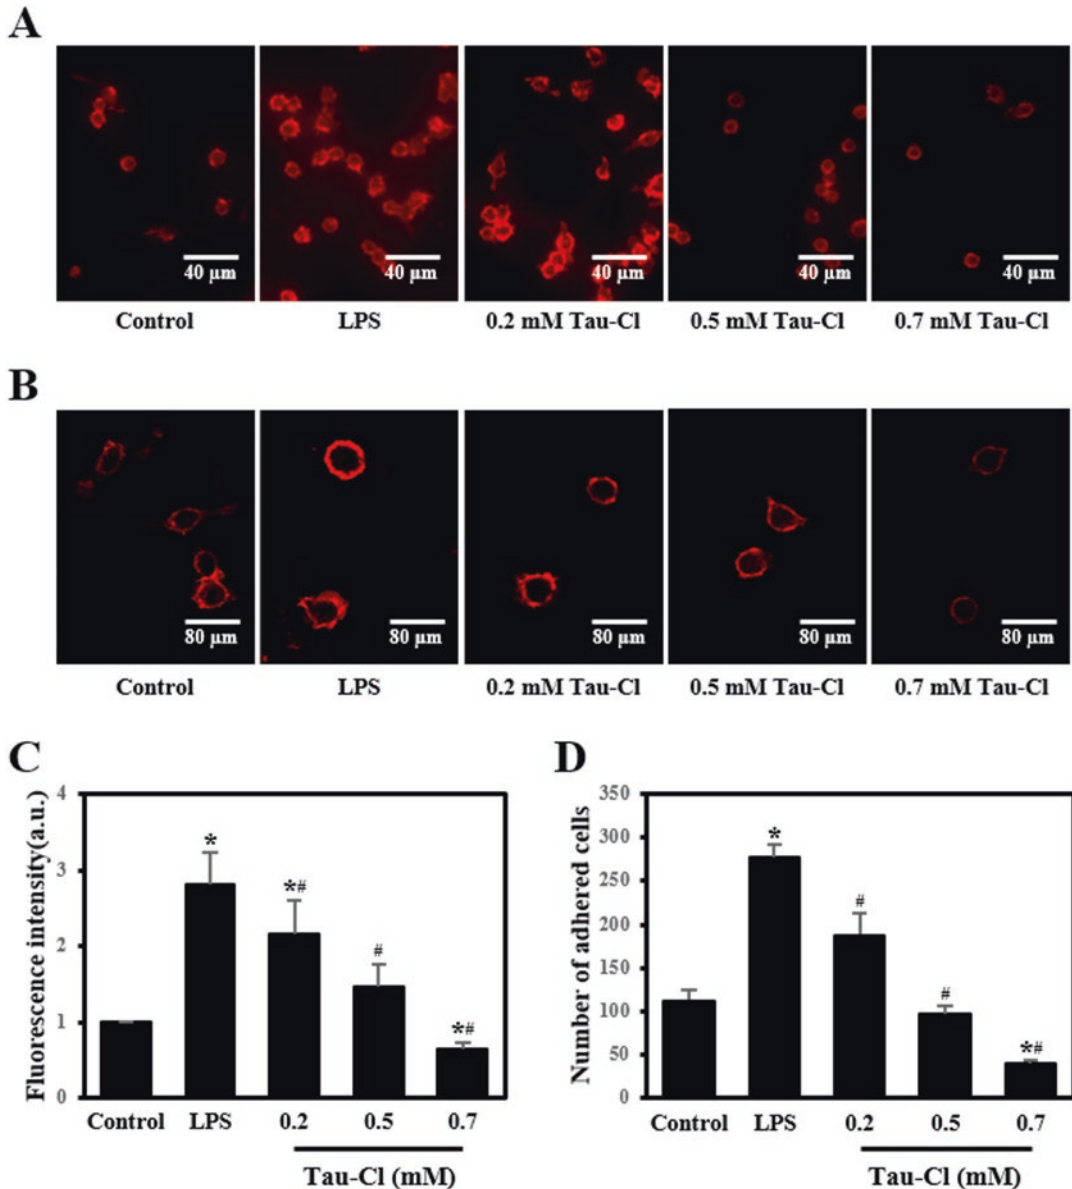 A
40 µm 40 µm 40 µm 40 µm 40 µm
Control LPS 0.2 mM Tau-Cl 0.5 mM Tau-Cl 0.7 mM Tau-Cl
B
80 µm 80 µm 80 µm 80 µm 80 µm
Control LPS 0.2 mM Tau-Cl 0.5 mM Tau-Cl 0.7 mM Tau-Cl
C
Fluorescence intensity(a.u.)
4
3
2
1
0
*
*#
#
*#
Control LPS 0.2 0.5 0.7
Tau-Cl (mM)
D
Number of adhered cells
350
300
250
200
150
100
50
0
*
#
#
*#
Control LPS 0.2 0.5 0.7
Tau-Cl (mM)